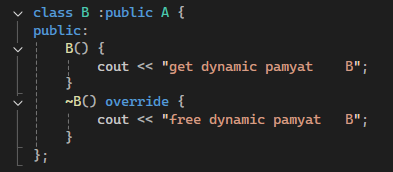 class B :public A {
public:
    B() {
        cout << "get dynamic pamyat    B";
    }
    ~B() override {
        cout << "free dynamic pamyat   B";
    }
};